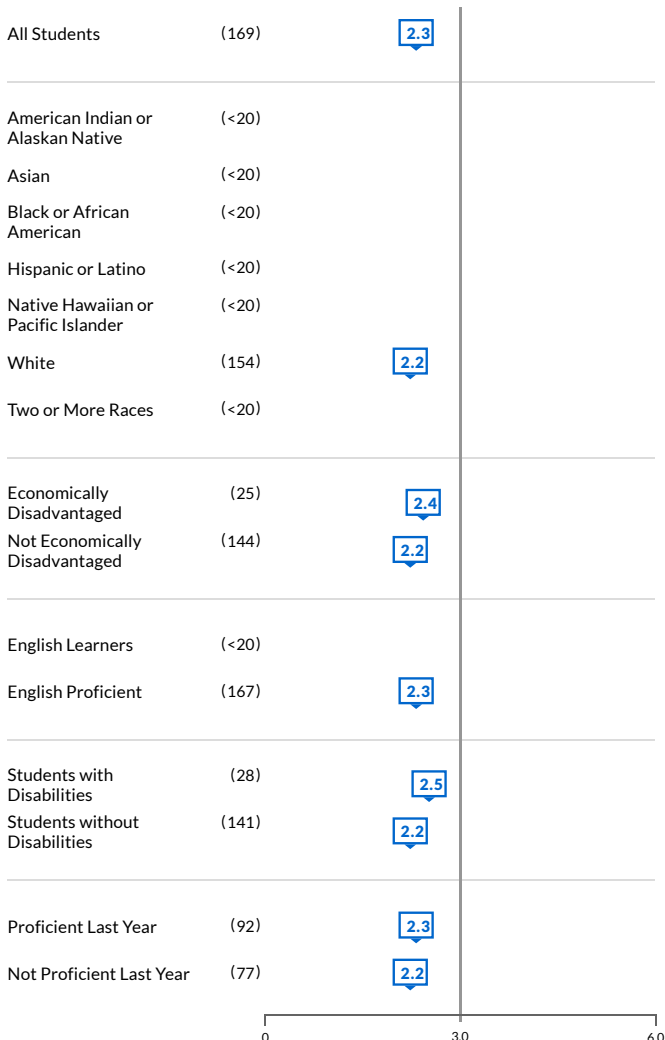 All Students (169) 2.3
American Indian or
Alaskan Native (<20)
Asian (<20)
Black or African
American (<20)
Hispanic or Latino (<20)
Native Hawaiian or
Pacific Islander (<20)
White (154) 2.2
Two or More Races (<20)
Economically
Disadvantaged (25) 2.4
Not Economically
Disadvantaged (144) 2.2
English Learners (<20)
English Proficient (167) 2.3
Students with
Disabilities (28) 2.5
Students without
Disabilities (141) 2.2
Proficient Last Year (92) 2.3
Not Proficient Last Year (77) 2.2
0 3.0 6.0